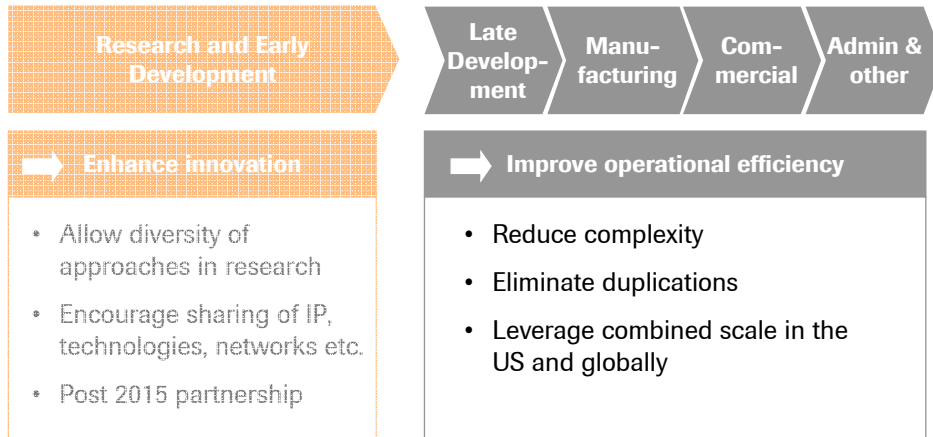 Research and Early
Development
Late
Develop-
ment
Manu-
facturing
Com-
mercial
Admin &
other
Enhance innovation
• Allow diversity of
approaches in research
• Encourage sharing of IP,
technologies, networks etc.
• Post 2015 partnership
Improve operational efficiency
• Reduce complexity
• Eliminate duplications
• Leverage combined scale in the
US and globally